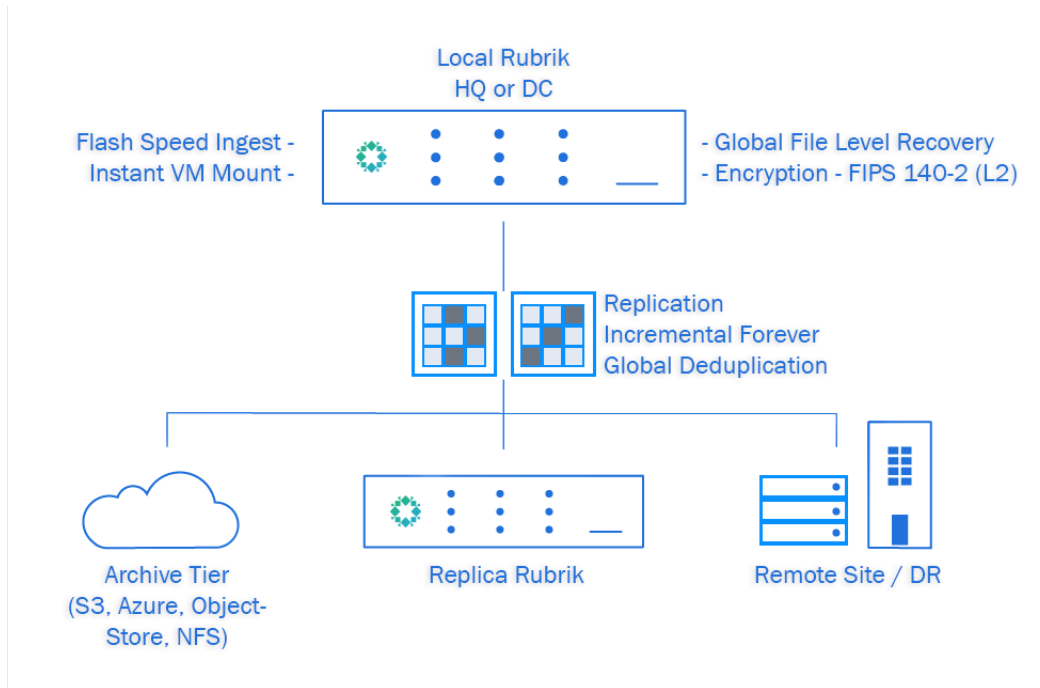 Local Rubrik
HQ or DC
Flash Speed Ingest -
Instant VM Mount -
- Global File Level Recovery
- Encryption - FIPS 140-2 (L2)
Replication
Incremental Forever
Global Deduplication
Archive Tier
(S3, Azure, Object-
Store, NFS)
Replica Rubrik
Remote Site / DR